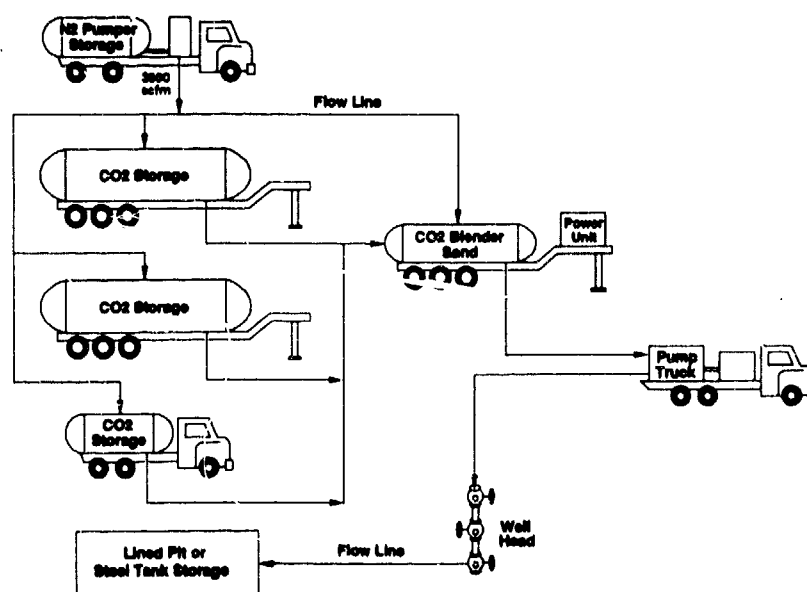 N2 Pumper
Storage
scfm
Flow Line
CO2 Storage
CO2 Blender
Sand
Power
Unit
CO2 Storage
Pump
Truck
CO2
Storage
Well
Head
Lined Pit or
Steel Tank Storage
Flow Line